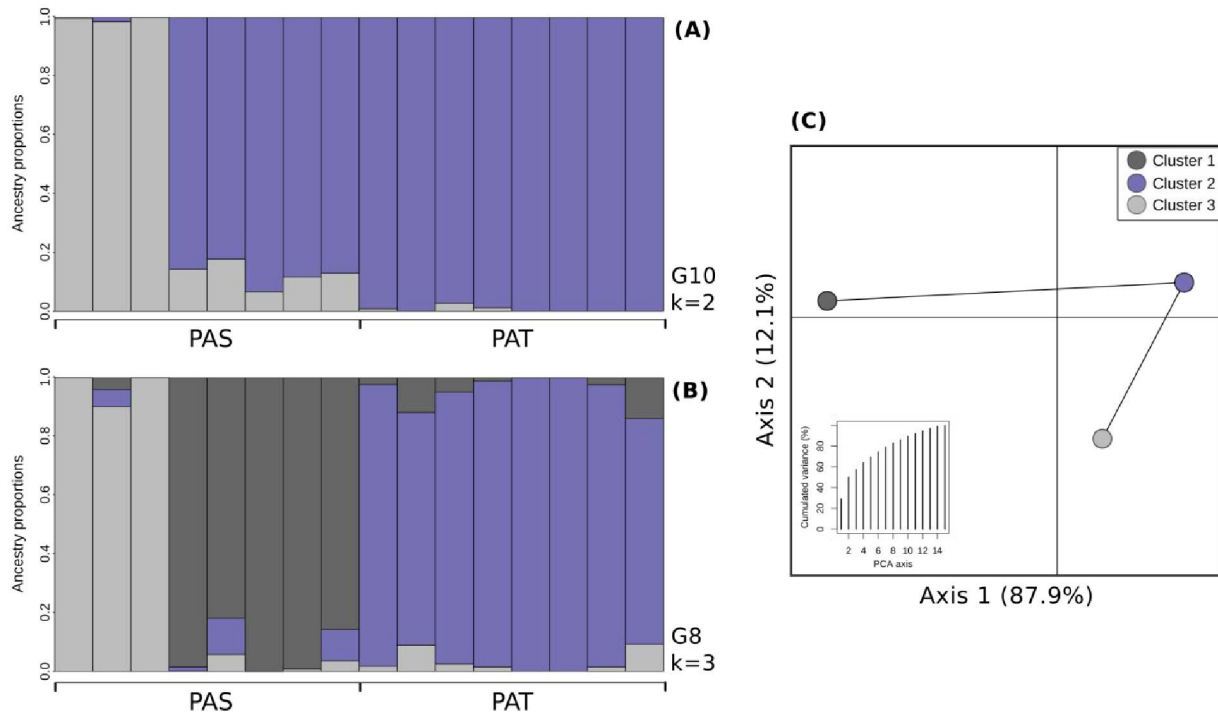 (A)
Ancestry proportions
1.0
0.8
0.6
0.4
0.2
0.0
G10
k=2
PAS PAT
(B)
Ancestry proportions
1.0
0.8
0.6
0.4
0.2
0.0
G8
k=3
PAS PAT
(C)
Cluster 1
Cluster 2
Cluster 3
Axis 2 (12.1%)
Cumulated variance (%)
80
60
40
20
0
2 4 6 8 10 12 14
PCA axis
Axis 1 (87.9%)